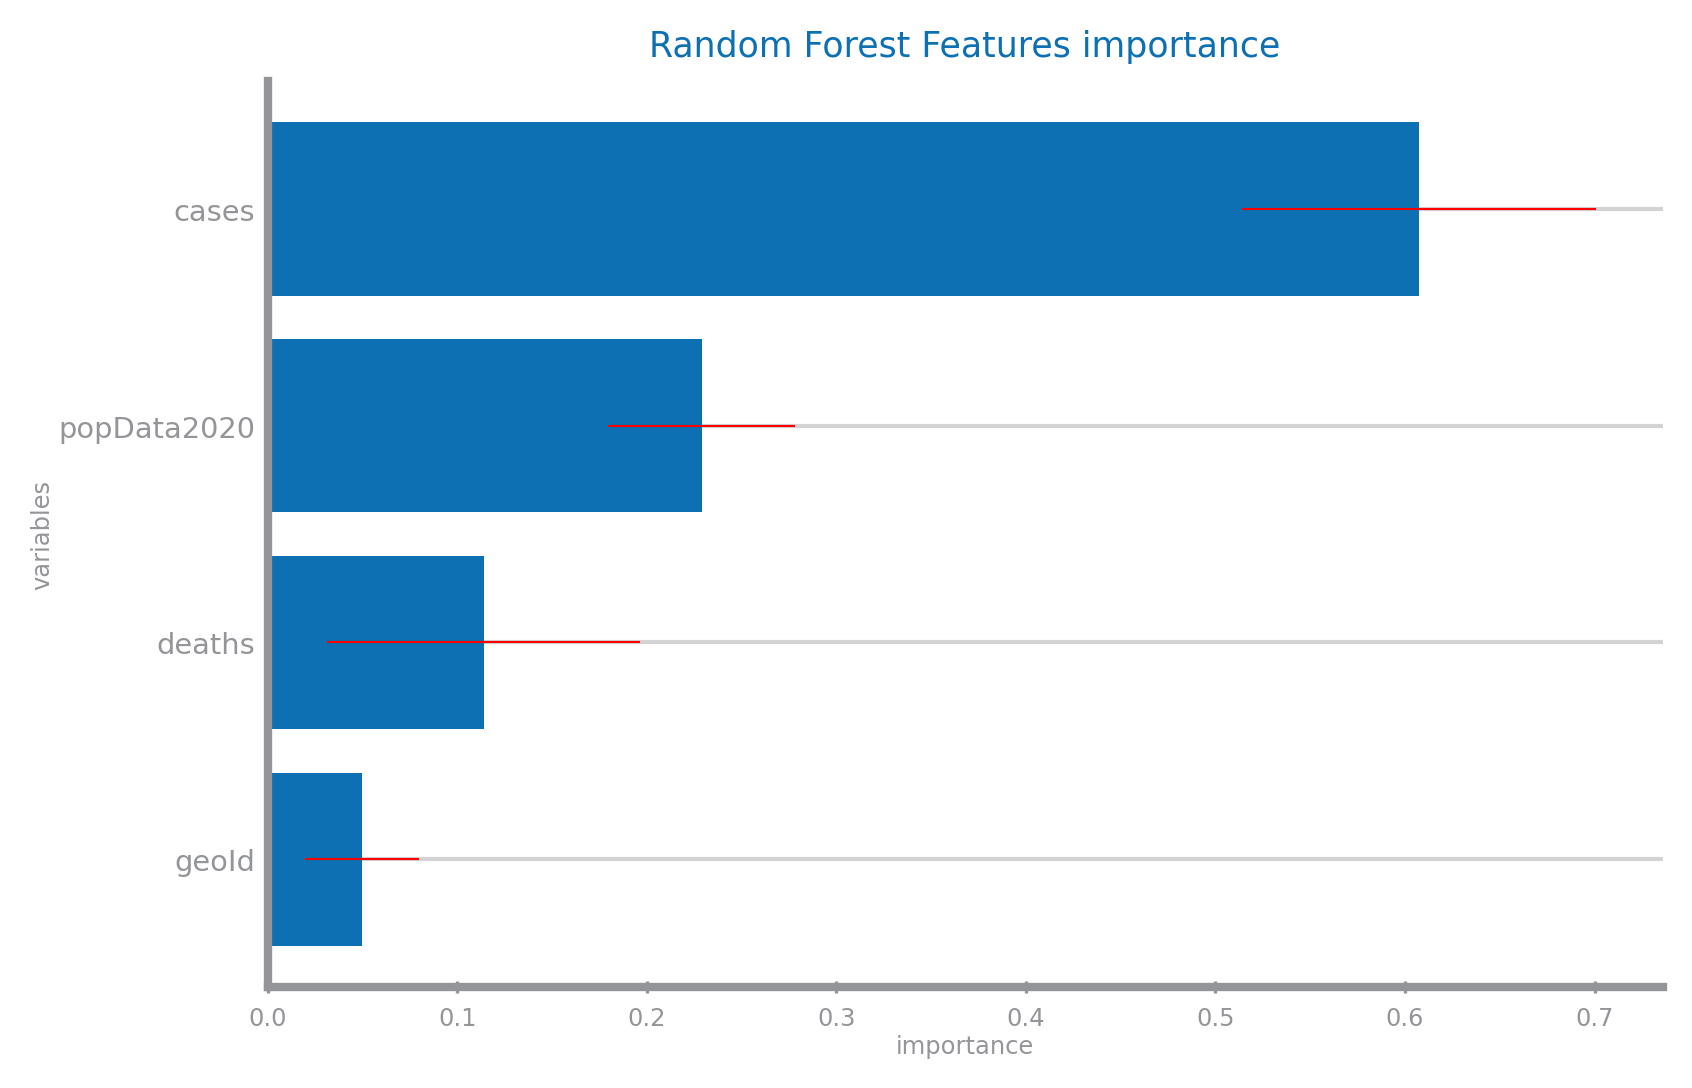 Random Forest Features importance
cases
popData2020
deaths
geoId
variables
0.0 0.1 0.2 0.3 0.4 0.5 0.6 0.7
importance